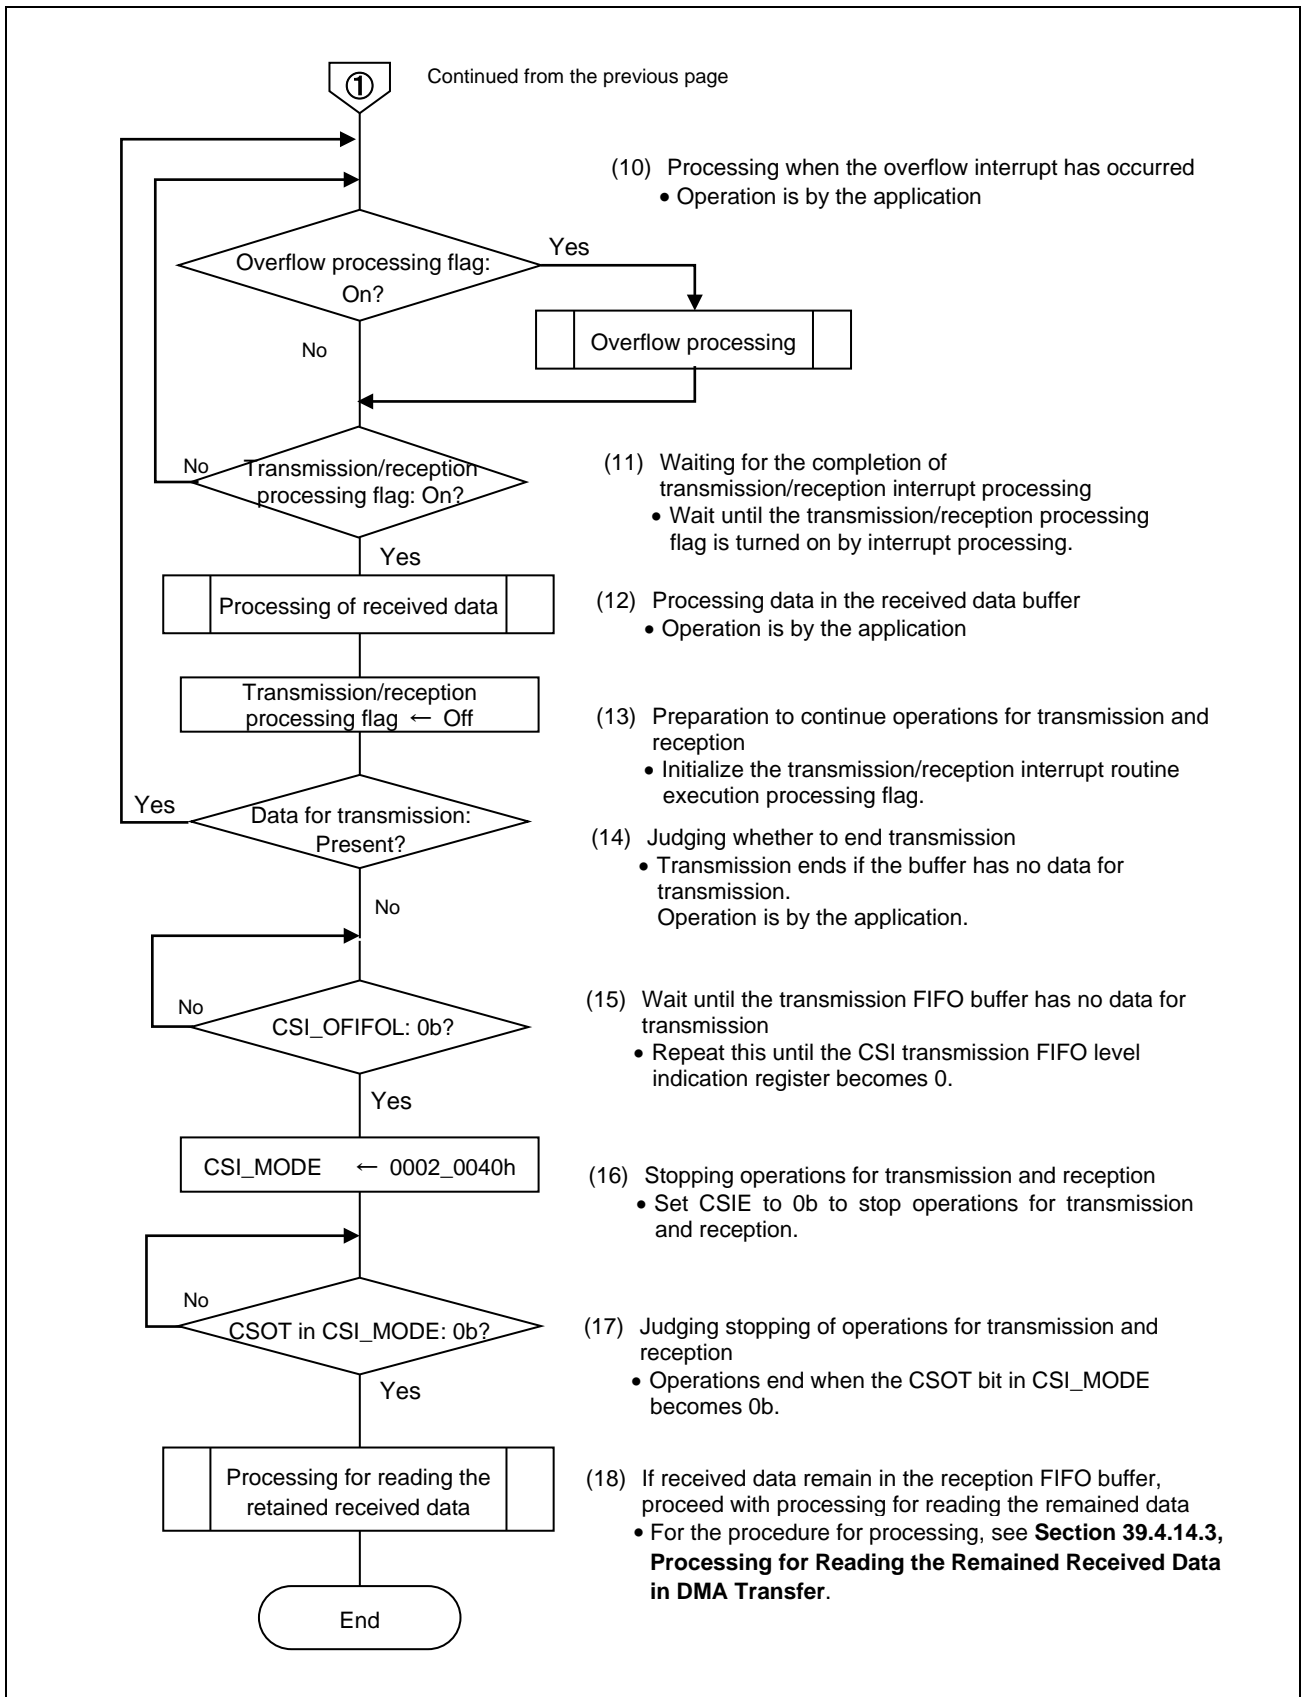 ① Continued from the previous page
(10) Processing when the overflow interrupt has occurred
• Operation is by the application
Yes
Overflow processing flag:
On?
Overflow processing
No
No
Transmission/reception
processing flag: On?
(11) Waiting for the completion of
transmission/reception interrupt processing
• Wait until the transmission/reception processing
flag is turned on by interrupt processing.
Yes
Processing of received data
(12) Processing data in the received data buffer
• Operation is by the application
Transmission/reception
processing flag ← Off
(13) Preparation to continue operations for transmission and
reception
• Initialize the transmission/reception interrupt routine
execution processing flag.
Yes
Data for transmission:
Present?
(14) Judging whether to end transmission
• Transmission ends if the buffer has no data for
transmission.
Operation is by the application.
No
No
CSI_OFIFOL: 0b?
(15) Wait until the transmission FIFO buffer has no data for
transmission
• Repeat this until the CSI transmission FIFO level
indication register becomes 0.
Yes
CSI_MODE ← 0002_0040h
(16) Stopping operations for transmission and reception
• Set CSIE to 0b to stop operations for transmission
and reception.
No
CSOT in CSI_MODE: 0b?
(17) Judging stopping of operations for transmission and
reception
• Operations end when the CSOT bit in CSI_MODE
becomes 0b.
Yes
Processing for reading the
retained received data
(18) If received data remain in the reception FIFO buffer,
proceed with processing for reading the remained data
• For the procedure for processing, see Section 39.4.14.3,
Processing for Reading the Remained Received Data
in DMA Transfer.
End